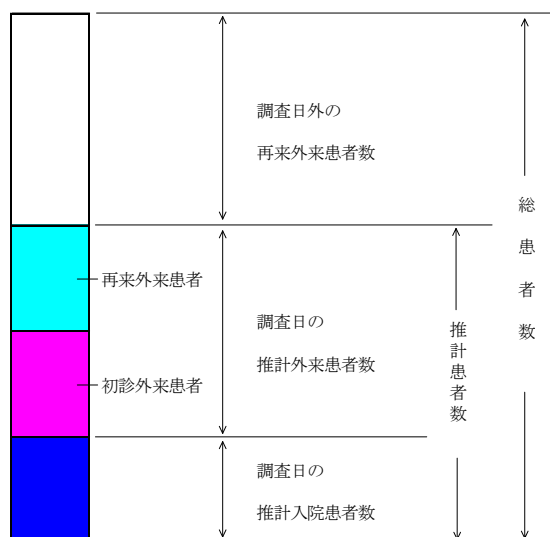 調査日外の
再来外来患者数
総患者数
再来外来患者
調査日の
推計外来患者数
推計患者数
初診外来患者
調査日の
推計入院患者数